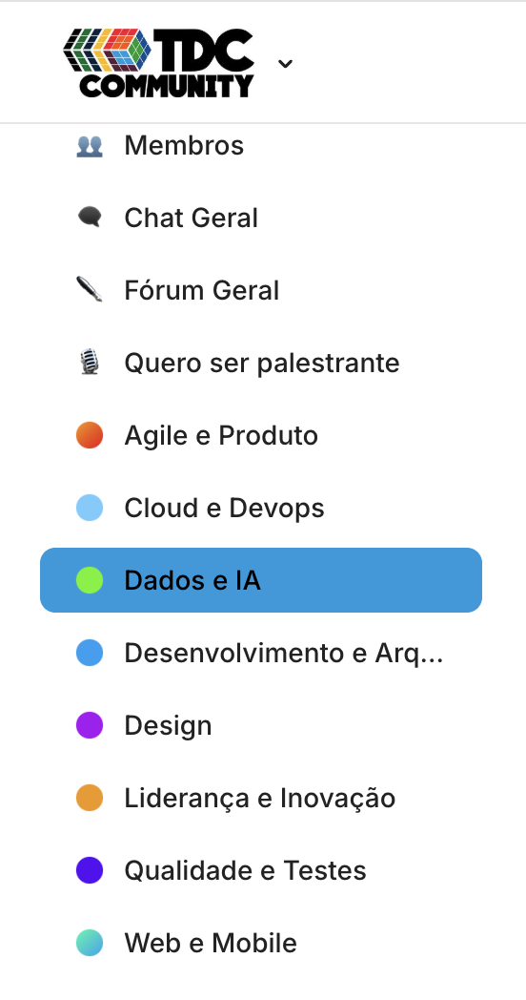 TDC
COMMUNITY
Membros
Chat Geral
Fórum Geral
Quero ser palestrante
Agile e Produto
Cloud e Devops
Dados e IA
Desenvolvimento e Arq...
Design
Liderança e Inovação
Qualidade e Testes
Web e Mobile